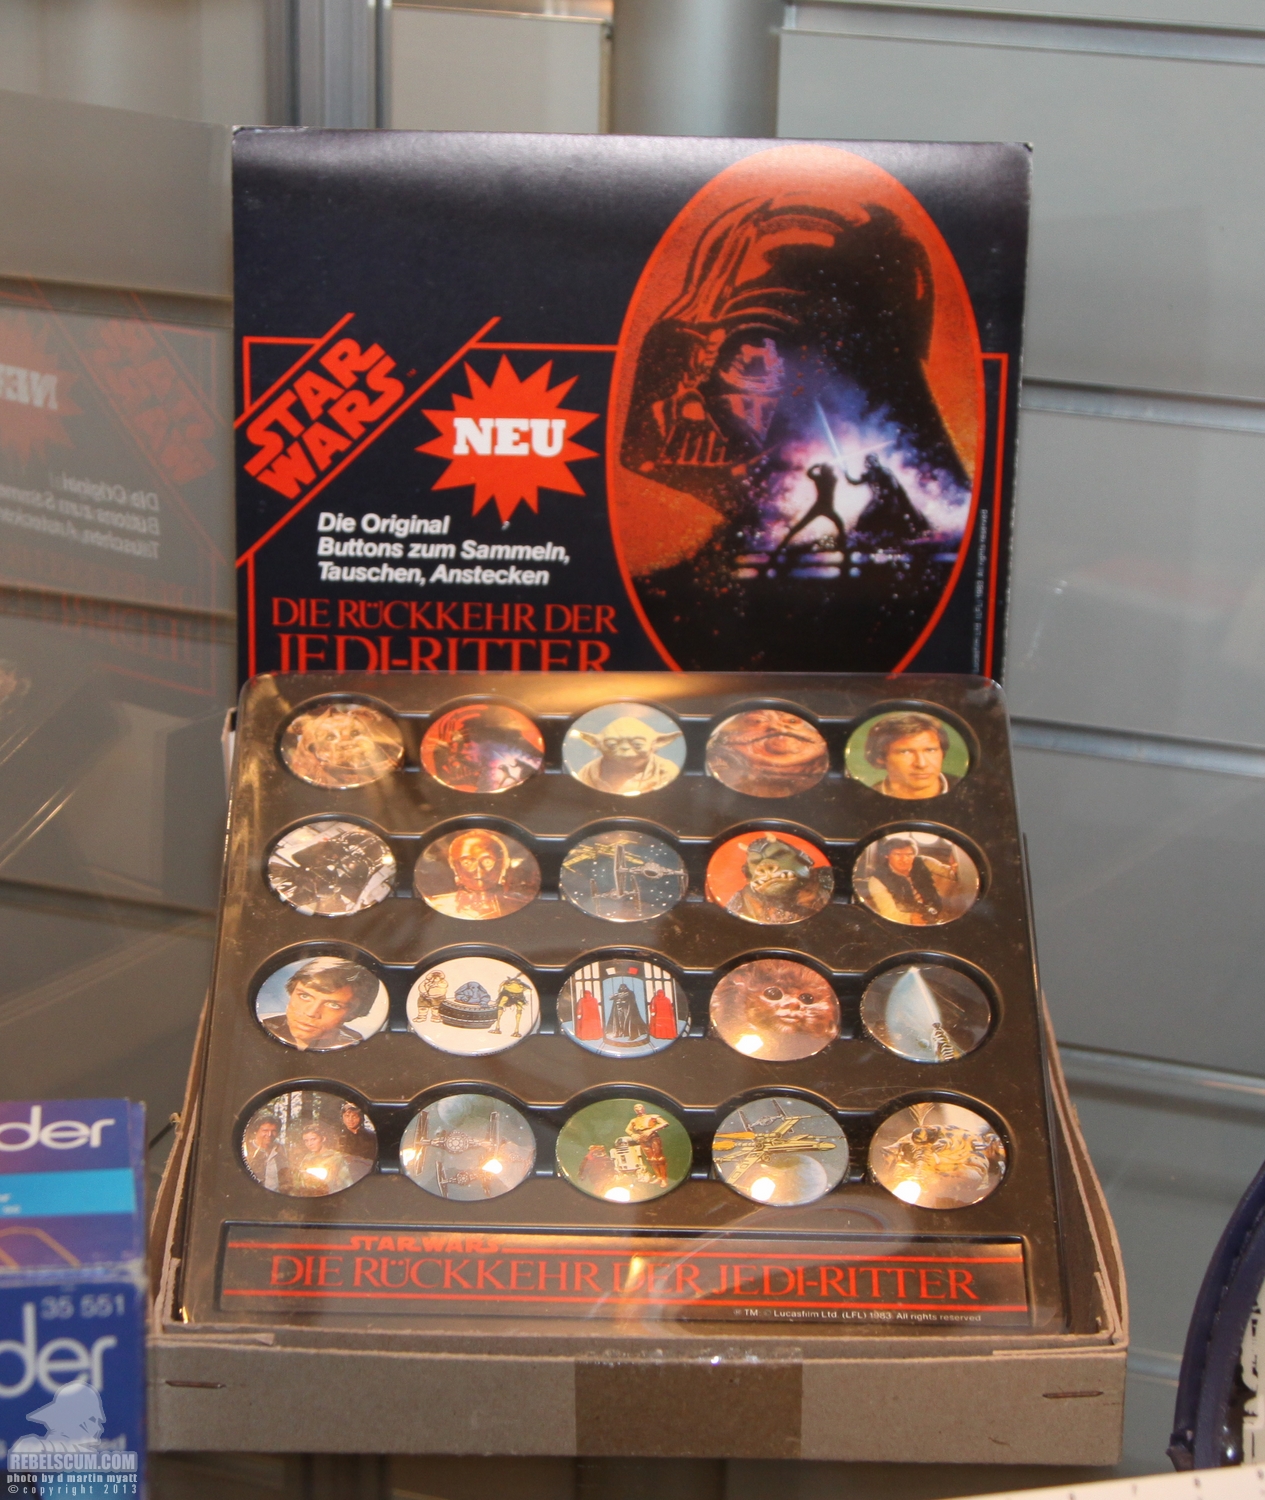 STAR
WARS
NEU
Die Original
Buttons zum Sammeln,
Tauschen, Anstecken
DIE RÜCKKEHR DER
JEDI-RITTER
STAR WARS
DIE RÜCKKEHR DER JEDI-RITTER
® TM: © Lucasfilm Ltd. (LFL) 1983. All rights reserved
der
35 551
der
REBELSCUM.COM
photo by d martin myatt
© copyright 2013